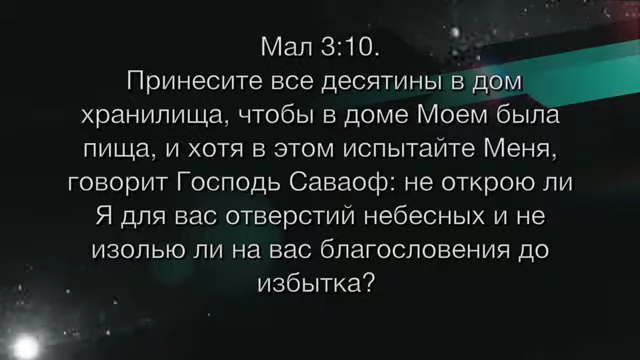 Мал 3:10.
Принесите все десятины в дом
хранилища, чтобы в доме Моем была
пища, и хотя в этом испытайте Меня,
говорит Господь Саваоф: не открою ли
Я для вас отверстий небесных и не
изолью ли на вас благословения до
избытка?